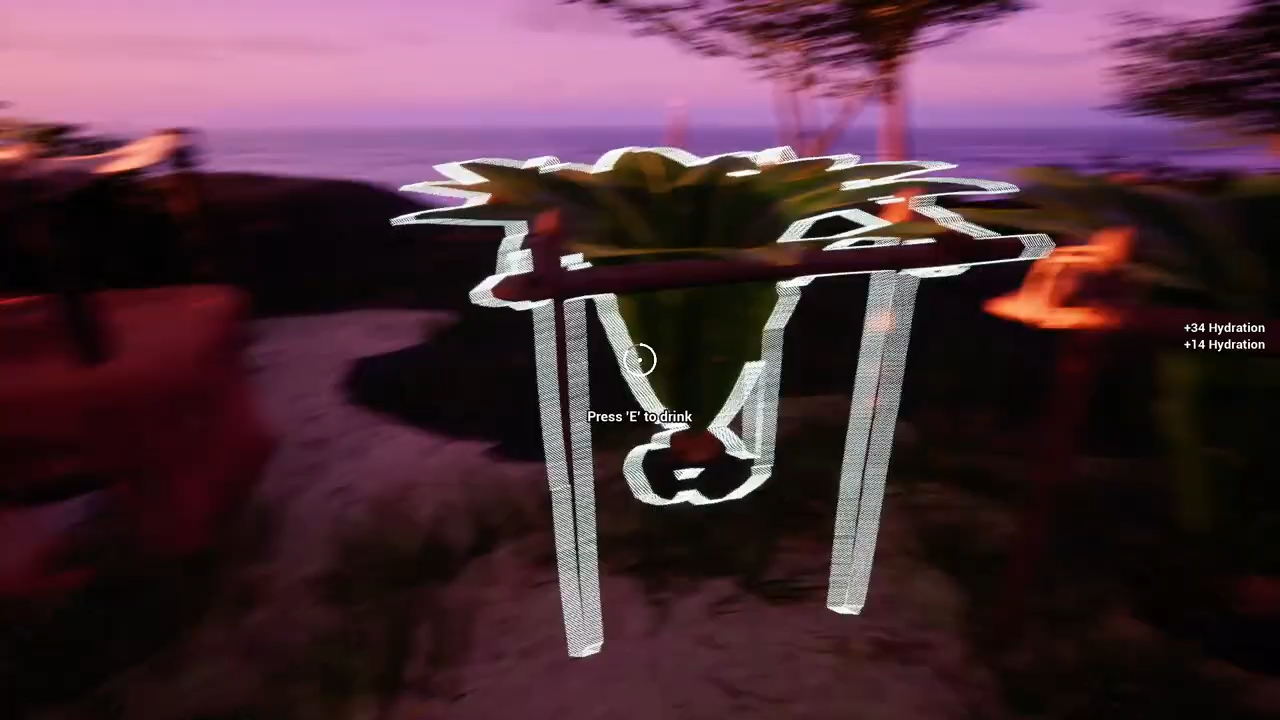 +34 Hydration
+14 Hydration
Press 'E' to drink